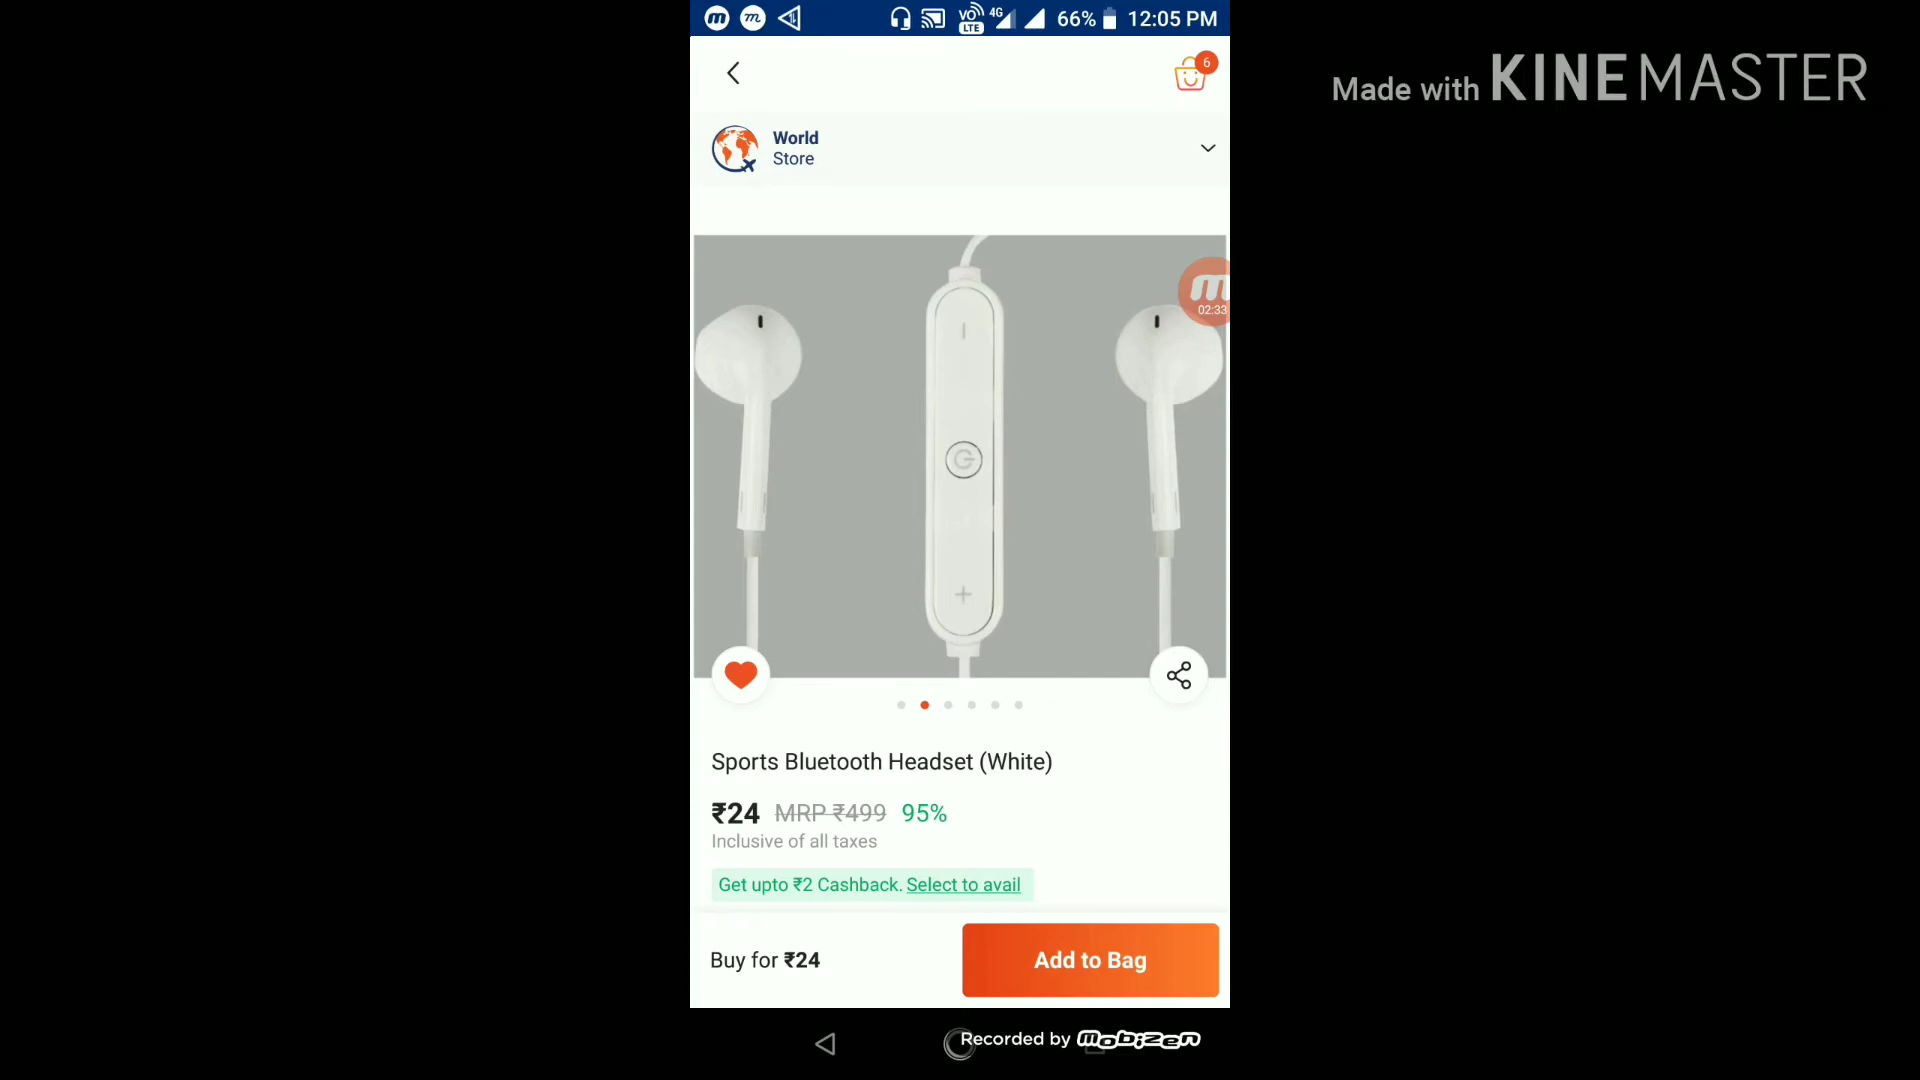 VO LTE 4G 66% 12:05 PM
6
Made with KINEMASTER
World
Store
02:33
Sports Bluetooth Headset (White)
₹24 MRP ₹499 95%
Inclusive of all taxes
Get upto ₹2 Cashback. Select to avail
Buy for ₹24
Add to Bag
Recorded by mobizen